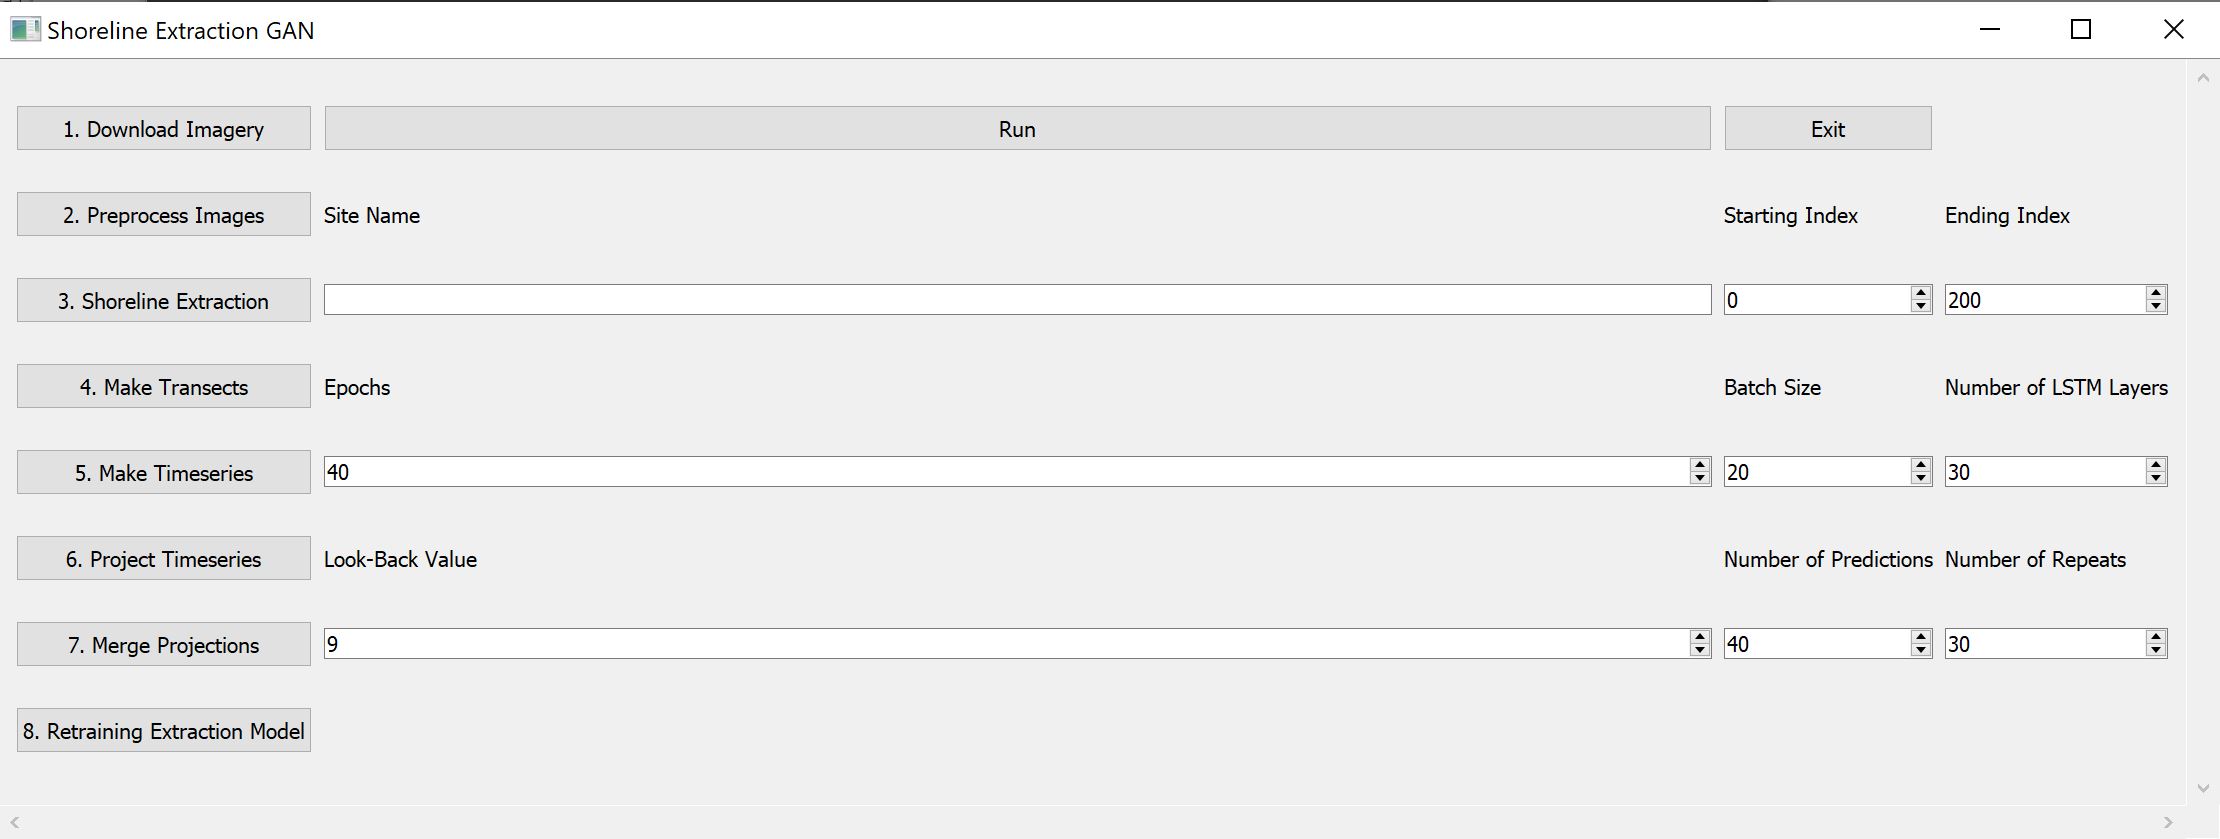 Shoreline Extraction GAN
1. Download Imagery Run Exit
2. Preprocess Images Site Name Starting Index Ending Index
3. Shoreline Extraction 0 200
4. Make Transects Epochs Batch Size Number of LSTM Layers
5. Make Timeseries 40 20 30
6. Project Timeseries Look-Back Value Number of Predictions Number of Repeats
7. Merge Projections 9 40 30
8. Retraining Extraction Model